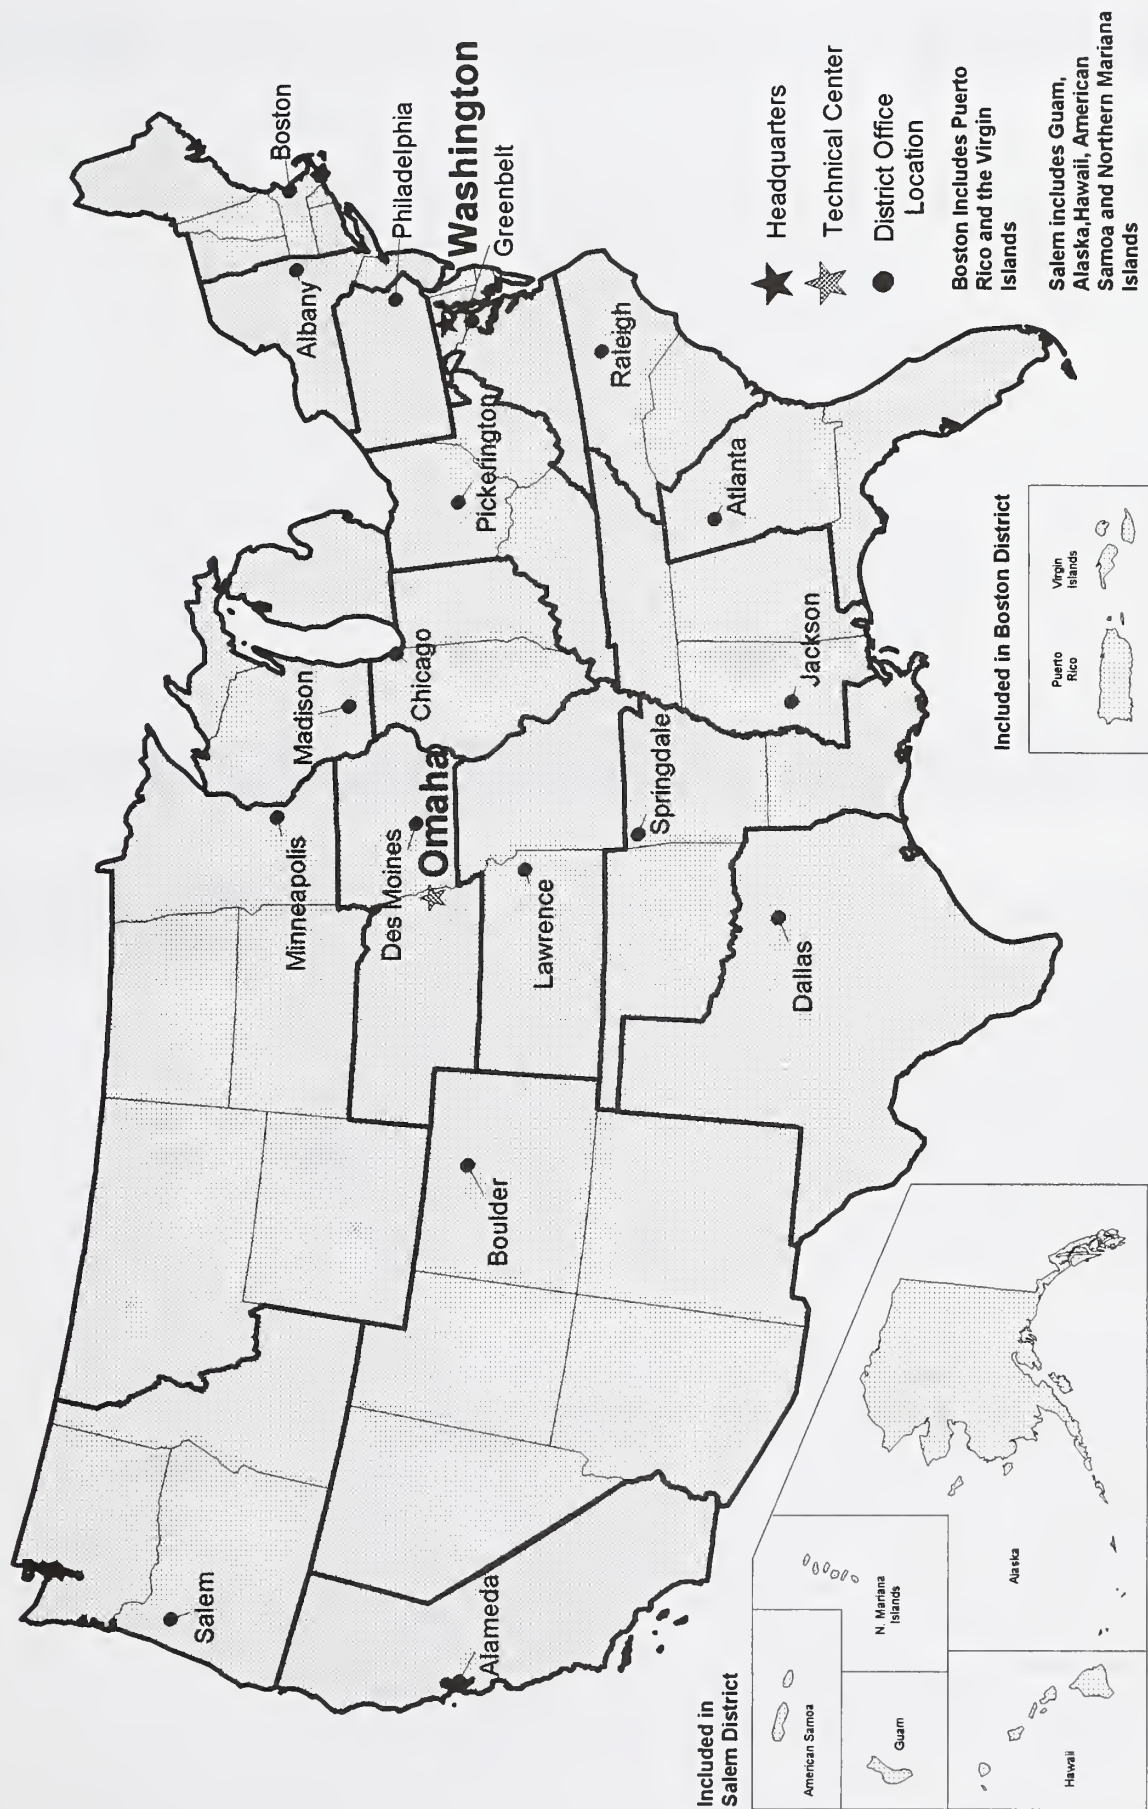 Boston
Albany
Philadelphia
Washington
Greenbelt
Pickerington
Raleigh
Atlanta
Madison
Chicago
Minneapolis
Des Moines
Omaha
Lawrence
Springdale
Jackson
Dallas
Boulder
Salem
Alameda
Headquarters
Technical Center
District Office
Location
Boston Includes Puerto
Rico and the Virgin
Islands
Salem includes Guam,
Alaska,Hawaii, American
Samoa and Northern Mariana
Islands
Included in Boston District
Puerto
Rico
Virgin
Islands
Included in
Salem District
American Samoa
N. Mariana
Islands
Guam
Alaska
Hawaii